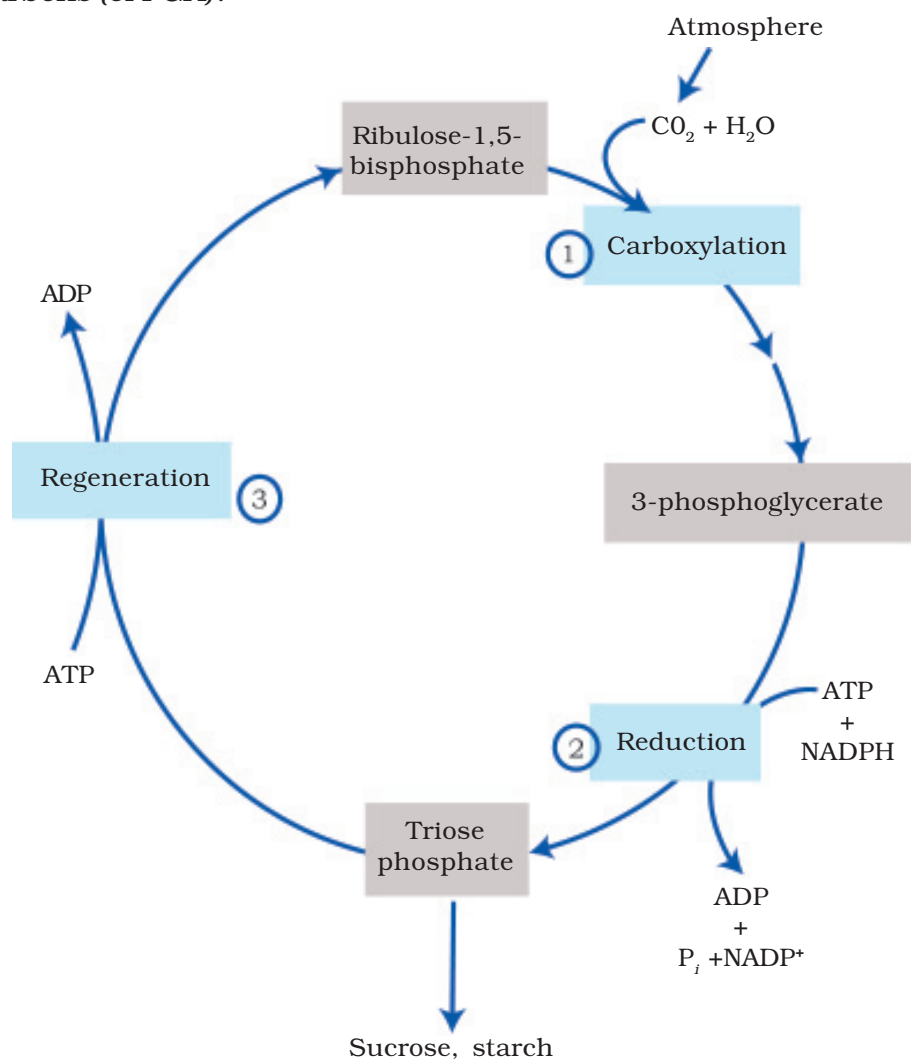 Atmosphere
C0₂ + H₂O
Ribulose-1,5-
bisphosphate
1
Carboxylation
ADP
Regeneration
3
3-phosphoglycerate
ATP
ATP
+
NADPH
2
Reduction
Triose
phosphate
ADP
+
Pᵢ +NADP⁺
Sucrose, starch